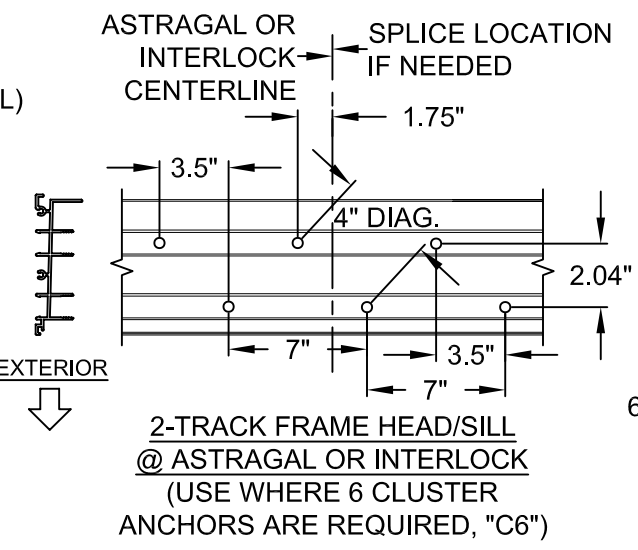 ASTRAGAL OR
INTERLOCK
CENTERLINE
SPLICE LOCATION
IF NEEDED
L)
1.75"
3.5"
4" DIAG.
2.04"
7"
3.5"
7"
EXTERIOR
6
2-TRACK FRAME HEAD/SILL
@ ASTRAGAL OR INTERLOCK
(USE WHERE 6 CLUSTER
ANCHORS ARE REQUIRED, "C6")